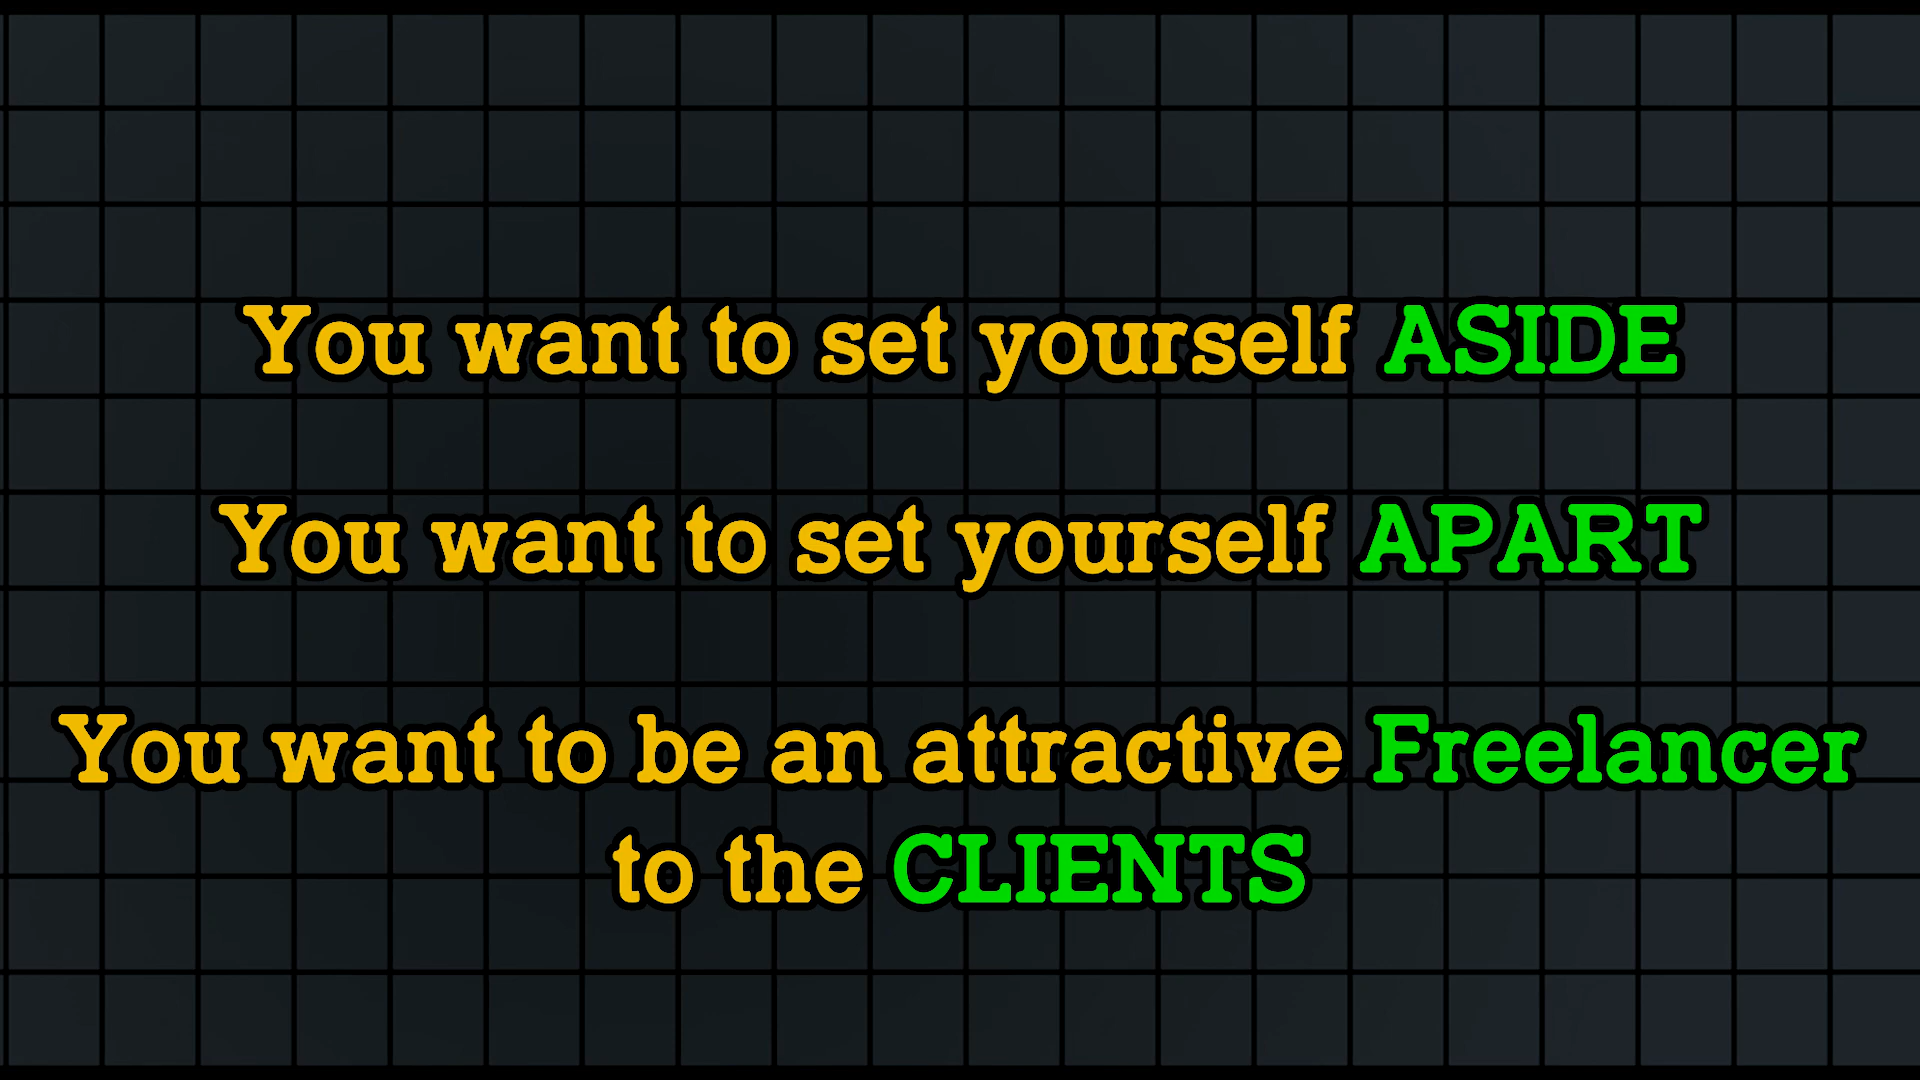 You want to set yourself ASIDE
You want to set yourself APART
You want to be an attractive Freelancer
to the CLIENTS